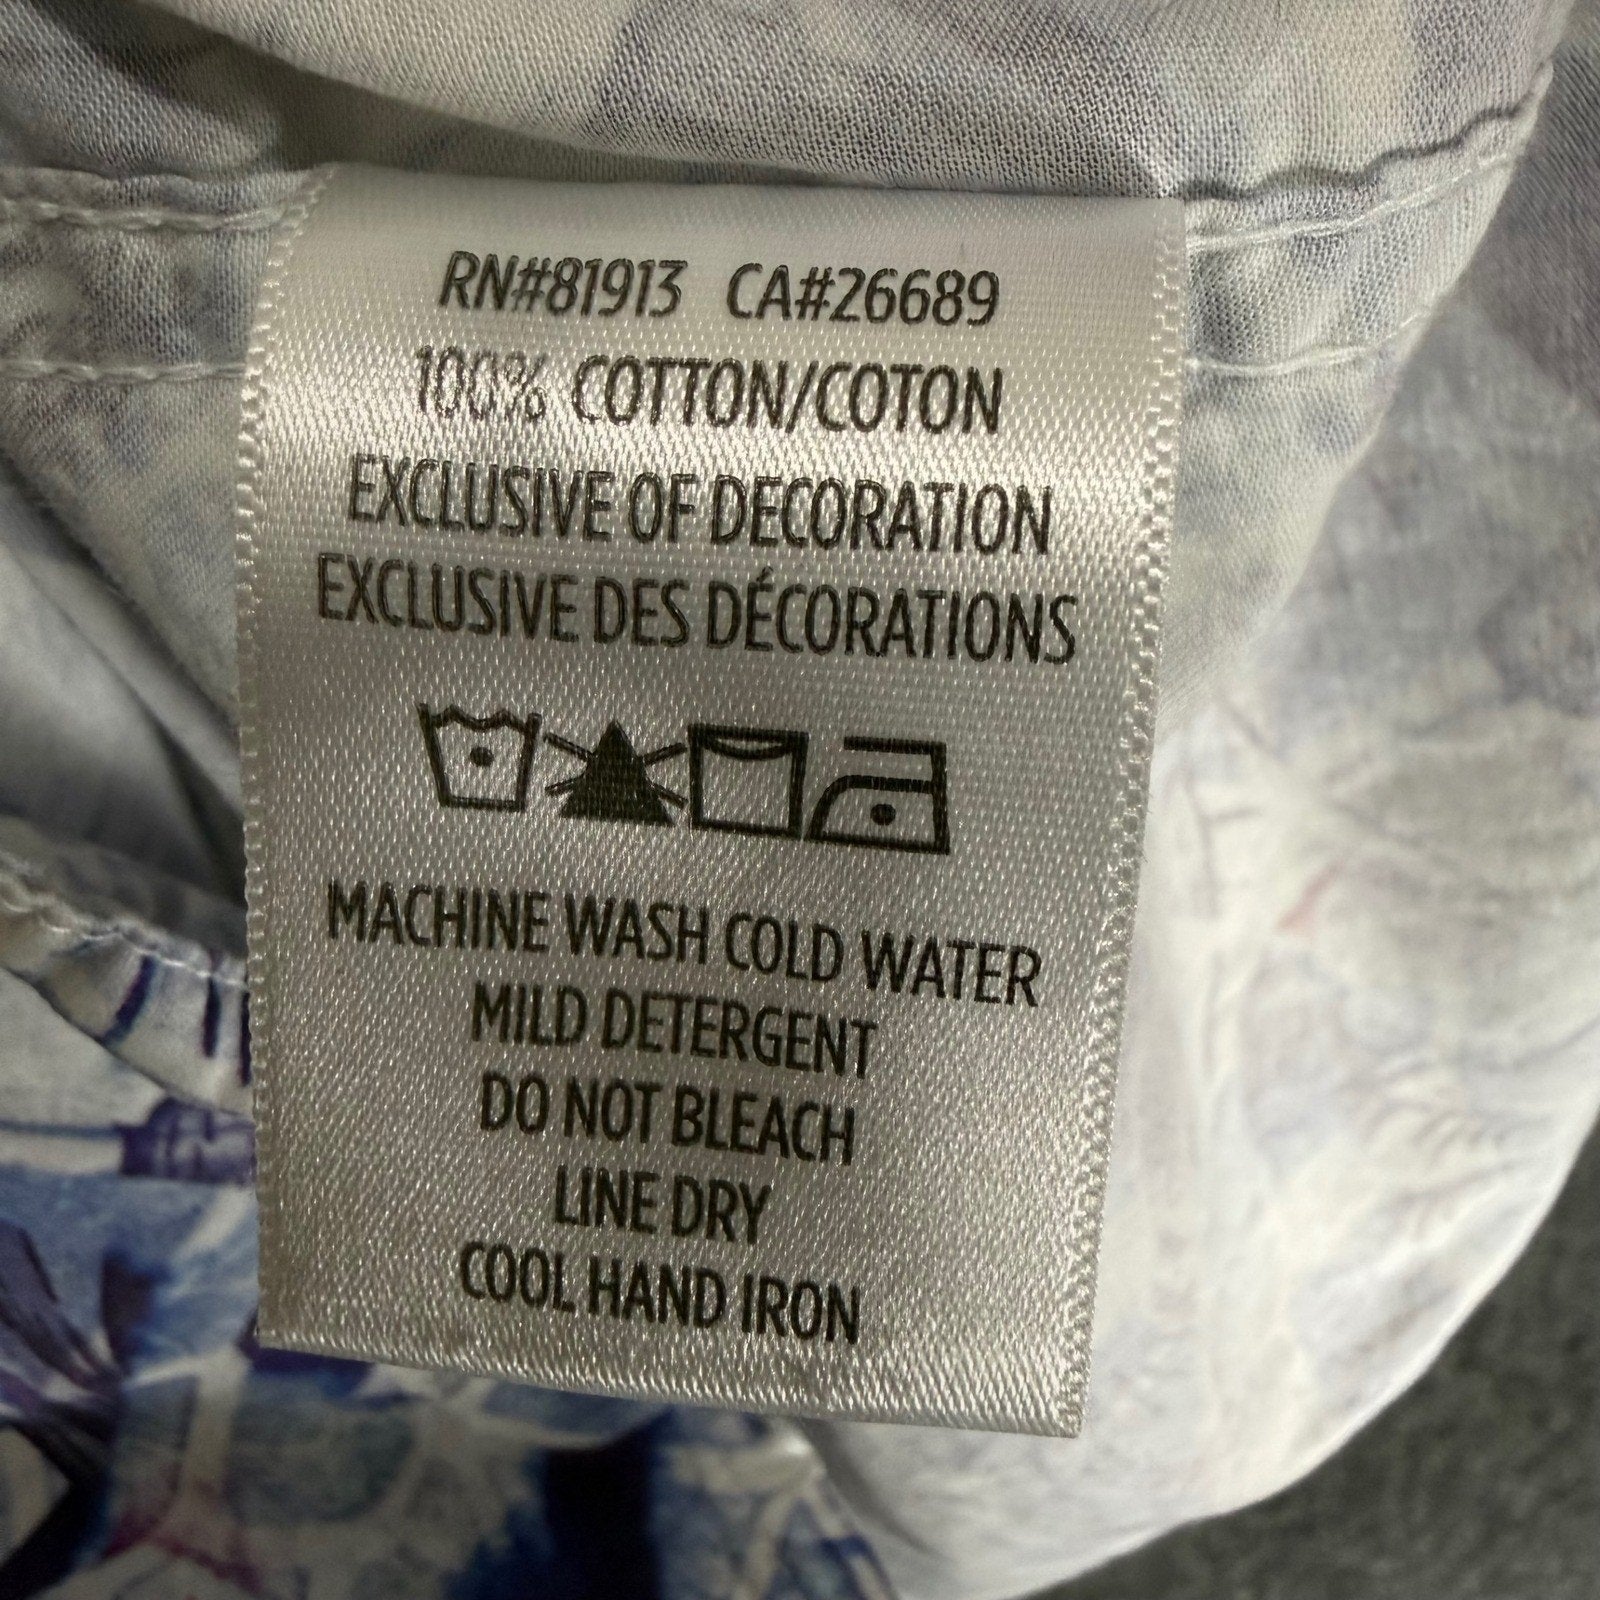 RN#81913 CA#26689
100% COTTON/COTON
EXCLUSIVE OF DECORATION
EXCLUSIVE DES DÉCORATIONS
MACHINE WASH COLD WATER
MILD DETERGENT
DO NOT BLEACH
LINE DRY
COOL HAND IRON